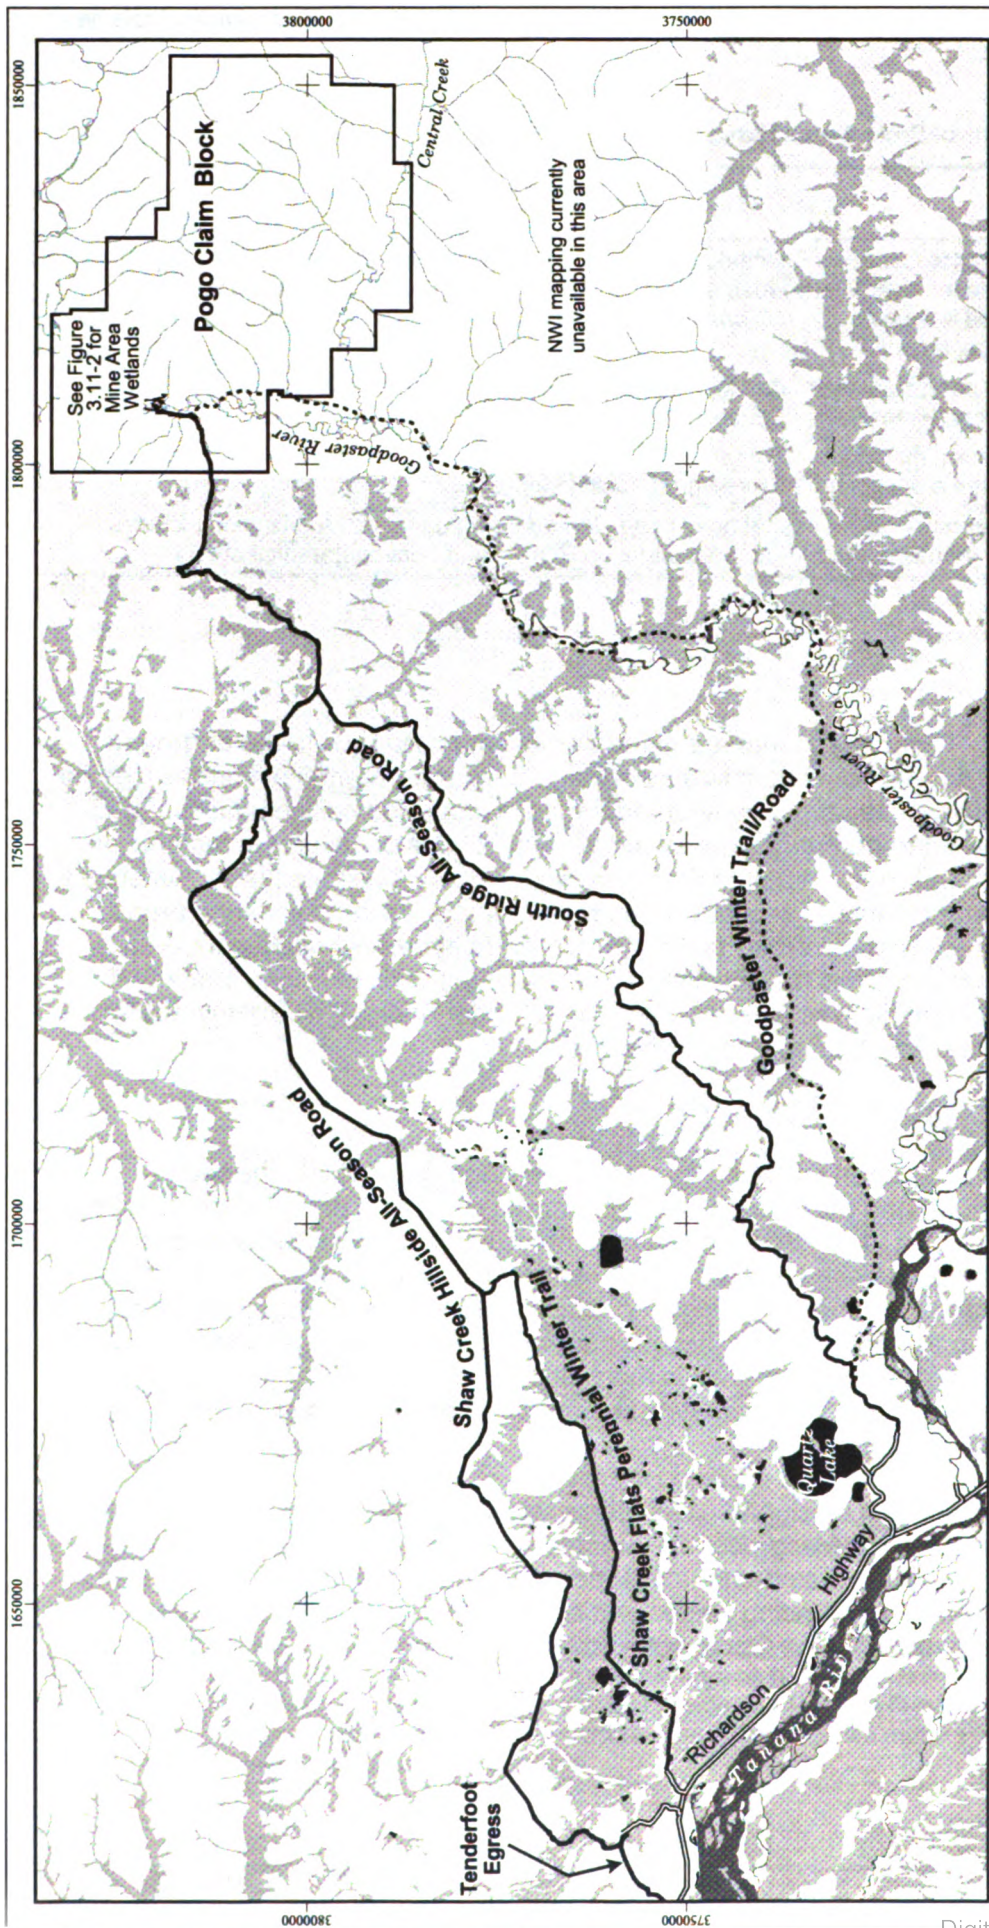 3800000
3750000
1850000
1800000
1750000
1700000
1650000
3800000
3750000
Pogo Claim Block
See Figure
3.11-2 for
Mine Area
Wetlands
Central Creek
NWI mapping currently
unavailable in this area
Goodpaster River
South Ridge All-Season Road
Goodpaster Winter Trail/Road
Goodpaster River
Shaw Creek Hillside All-Season Road
Shaw Creek Flats Perennial Winter Trail
Quartz
Lake
Richardson Highway
Tanana Riv
Tenderfoot
Egress
Digit